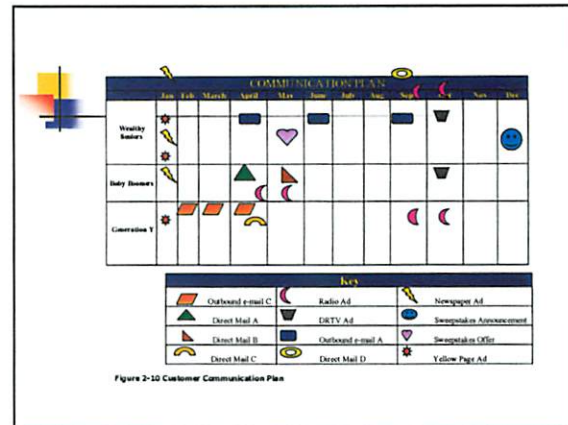 COMMUNICATION PLAN
Jan Feb March April May June July Aug Sep Oct Nov Dec
Wealthy
Seniors
Baby Boomers
Generation Y
Key
Outbound e-mail C Radio Ad Newspaper Ad
Direct Mail A DRTV Ad Sweepstakes Announcement
Direct Mail B Outbound e-mail A Sweepstakes Offer
Direct Mail C Direct Mail D Yellow Page Ad
Figure 2-10 Customer Communication Plan